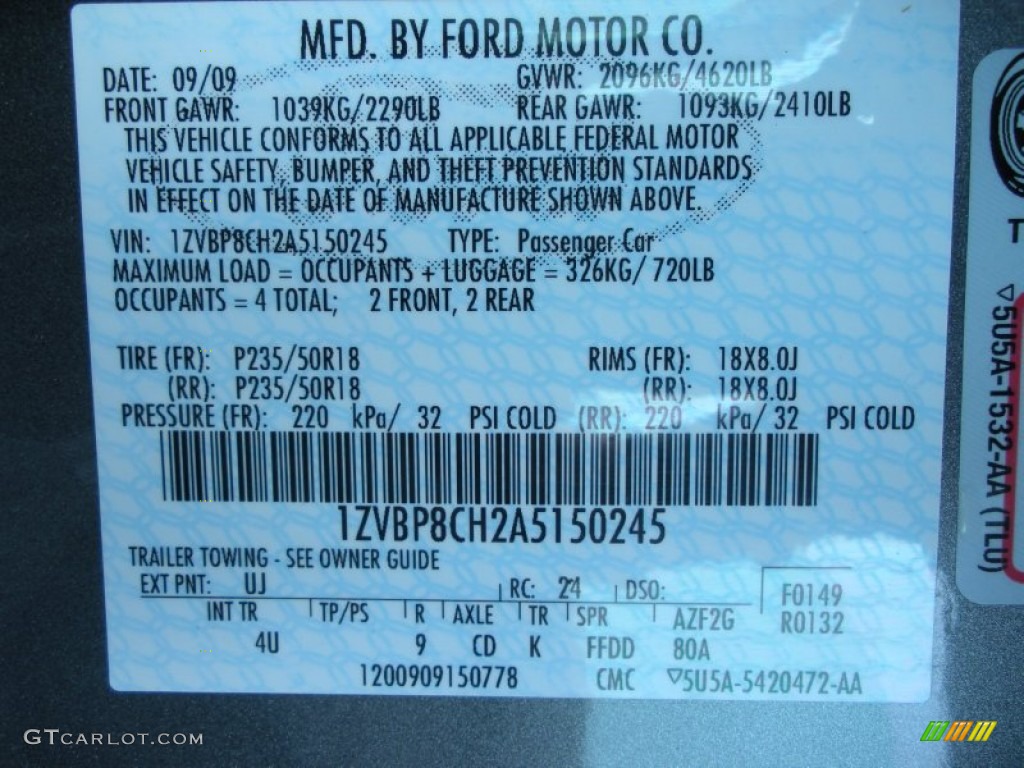 MFD. BY FORD MOTOR CO.
DATE: 09/09 GVWR: 2096KG/4620LB
FRONT GAWR: 1039KG/2290LB REAR GAWR: 1093KG/2410LB
THIS VEHICLE CONFORMS TO ALL APPLICABLE FEDERAL MOTOR
VEHICLE SAFETY, BUMPER, AND THEFT PREVENTION STANDARDS
IN EFFECT ON THE DATE OF MANUFACTURE SHOWN ABOVE.
VIN: 1ZVBP8CH2A5150245 TYPE: Passenger Car
MAXIMUM LOAD = OCCUPANTS + LUGGAGE = 326KG/ 720LB
OCCUPANTS = 4 TOTAL; 2 FRONT, 2 REAR
TIRE (FR): P235/50R18 RIMS (FR): 18X8.0J
(RR): P235/50R18 (RR): 18X8.0J
PRESSURE (FR): 220 kPa/ 32 PSI COLD (RR): 220 kPa/ 32 PSI COLD
1ZVBP8CH2A5150245
TRAILER TOWING - SEE OWNER GUIDE
EXT PNT: UJ RC: 24 DSO:
INT TR TP/PS R AXLE TR SPR AZF2G F0149
R0132
4U 9 CD K FFDD 80A
1200909150778 CMC ▽5U5A-5420472-AA
T
▽5U5A-1532-AA (TLU)
GTCARLOT.COM